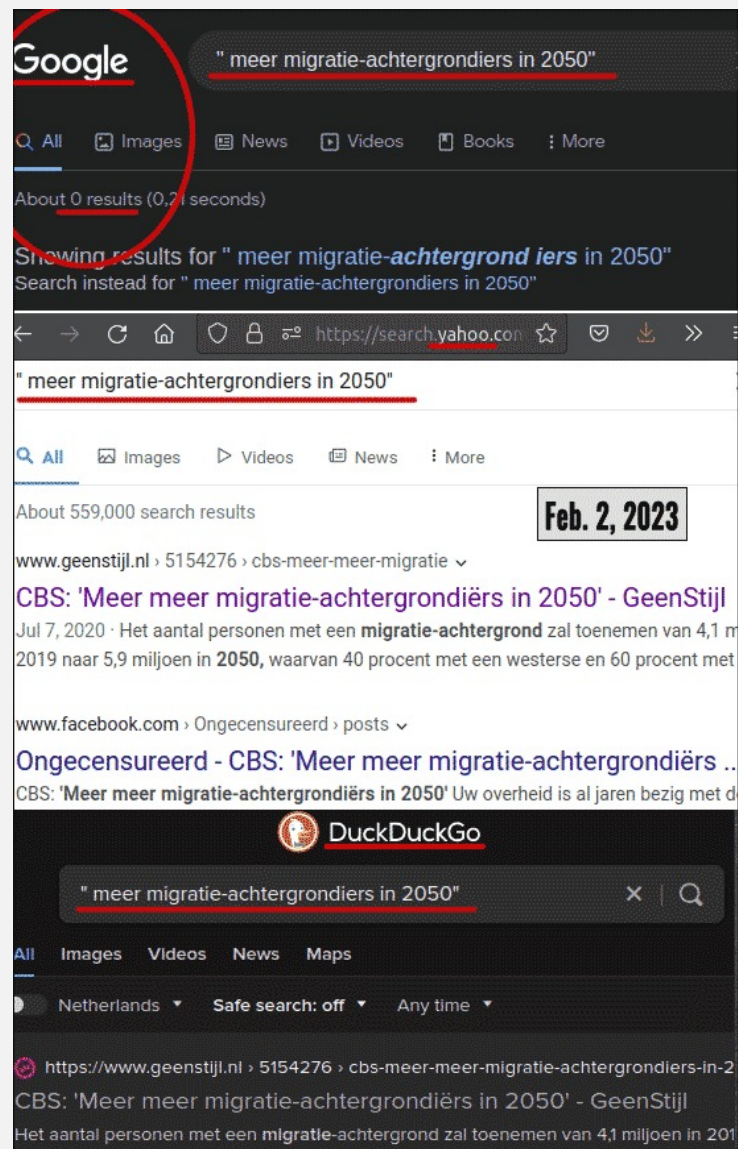 Google
" meer migratie-achtergrondiers in 2050"
All Images News Videos Books More
About 0 results (0,21 seconds)
Showing results for " meer migratie-achtergrond iers in 2050"
Search instead for " meer migratie-achtergrondiers in 2050"
https://search.yahoo.con
" meer migratie-achtergrondiers in 2050"
All Images Videos News More
About 559,000 search results
Feb. 2, 2023
www.geenstijl.nl › 5154276 › cbs-meer-meer-migratie
CBS: 'Meer meer migratie-achtergrondiërs in 2050' - GeenStijl
Jul 7, 2020 · Het aantal personen met een migratie-achtergrond zal toenemen van 4,1 m
2019 naar 5,9 miljoen in 2050, waarvan 40 procent met een westerse en 60 procent met
www.facebook.com › Ongecensureerd › posts
Ongecensureerd - CBS: 'Meer meer migratie-achtergrondiërs ..
CBS: 'Meer meer migratie-achtergrondiërs in 2050' Uw overheid is al jaren bezig met d
DuckDuckGo
" meer migratie-achtergrondiers in 2050"
All Images Videos News Maps
Netherlands Safe search: off Any time
https://www.geenstijl.nl › 5154276 › cbs-meer-meer-migratie-achtergrondiers-in-2
CBS: 'Meer meer migratie-achtergrondiërs in 2050' - GeenStijl
Het aantal personen met een migratie-achtergrond zal toenemen van 4,1 miljoen in 201